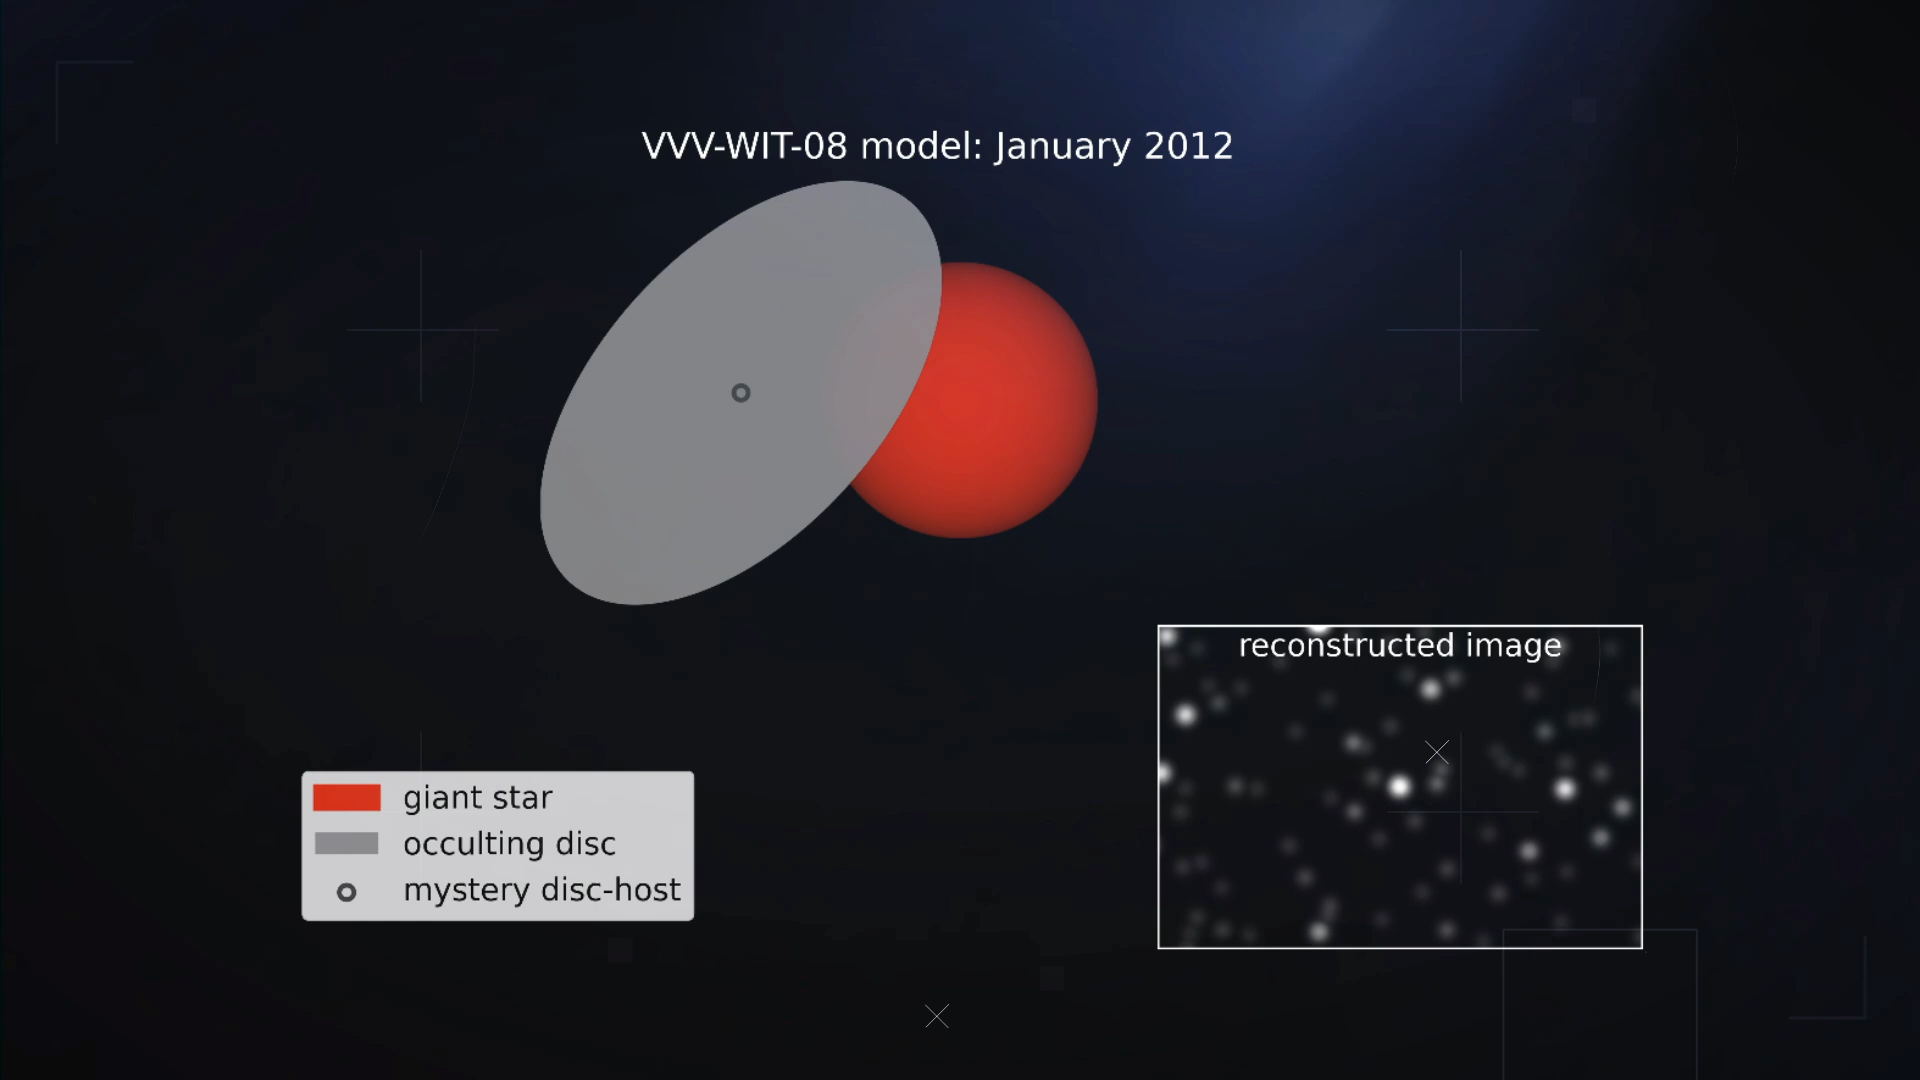 VVV-WIT-08 model: January 2012
reconstructed image
giant star
occulting disc
mystery disc-host